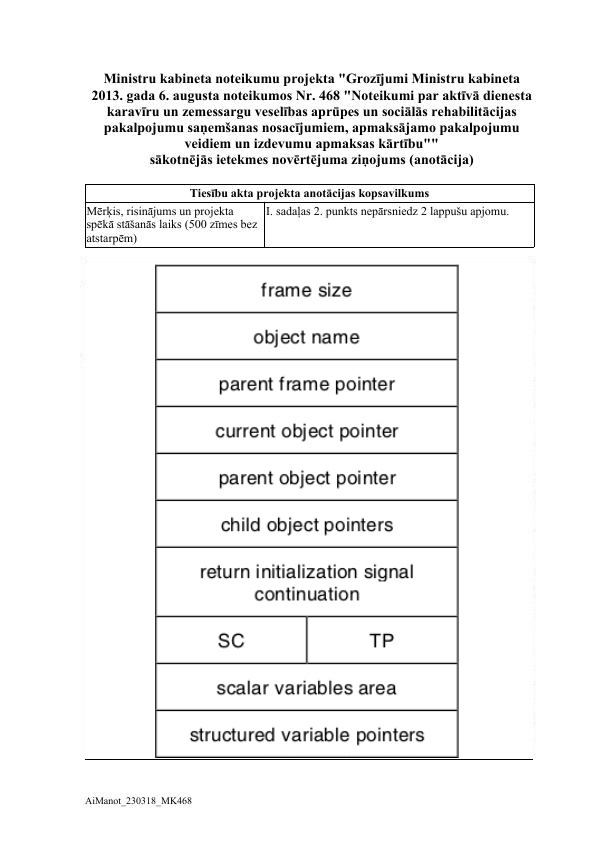 Ministru kabineta noteikumu projekta "Grozījumi Ministru kabineta
2013. gada 6. augusta noteikumos Nr. 468 "Noteikumi par aktīvā dienesta
karavīru un zemessargu veselības aprūpes un sociālās rehabilitācijas
pakalpojumu saņemšanas nosacījumiem, apmaksājamo pakalpojumu
veidiem un izdevumu apmaksas kārtību""
sākotnējās ietekmes novērtējuma ziņojums (anotācija)
Tiesību akta projekta anotācijas kopsavilkums
Mērķis, risinājums un projekta
spēkā stāšanās laiks (500 zīmes bez
atstarpēm)
I. sadaļas 2. punkts nepārsniedz 2 lappušu apjomu.
frame size
object name
parent frame pointer
current object pointer
parent object pointer
child object pointers
return initialization signal
continuation
SC TP
scalar variables area
structured variable pointers
AiManot_230318_MK468